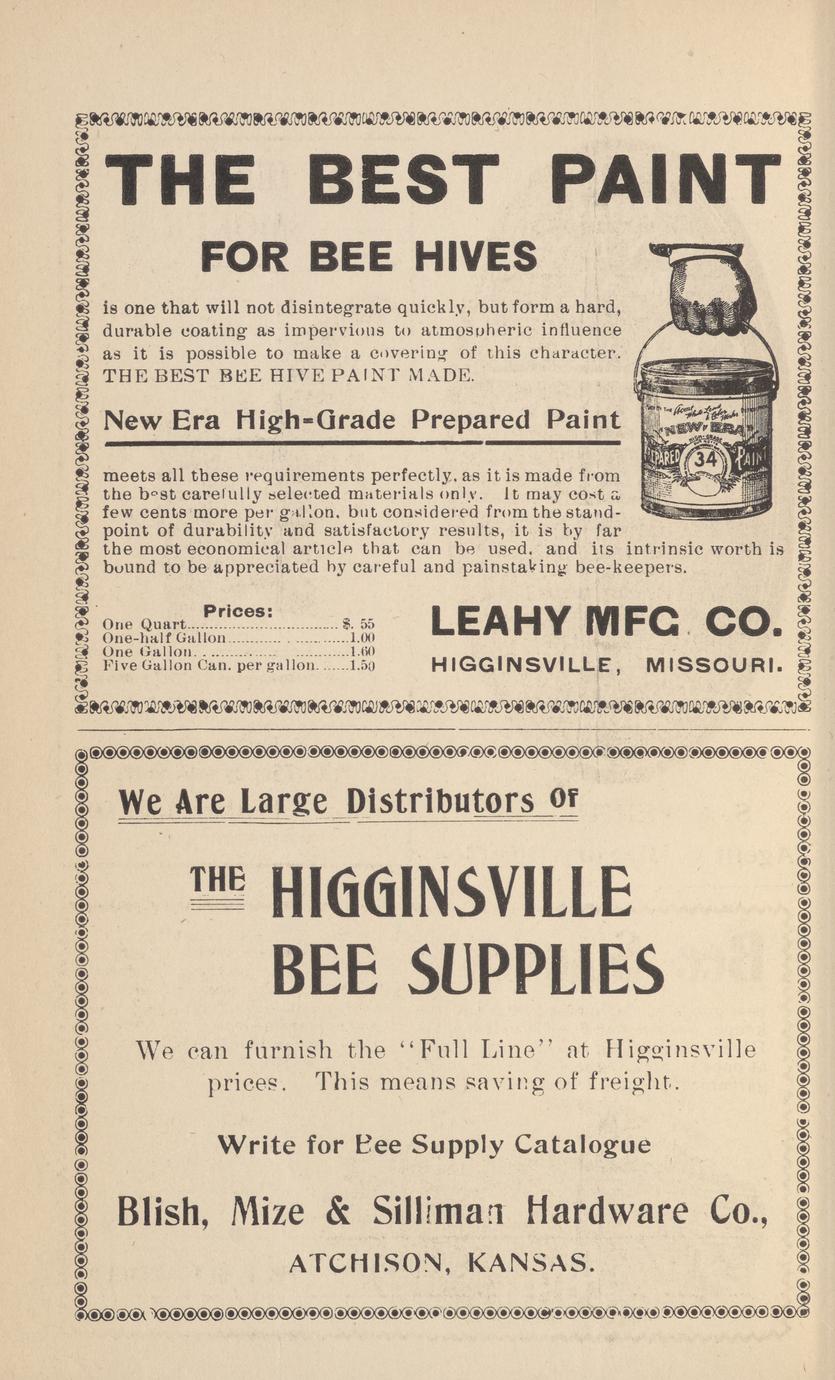 THE BEST PAINT
FOR BEE HIVES
is one that will not disintegrate quickly, but form a hard,
durable coating as impervious to atmospheric influence
as it is possible to make a covering of this character.
THE BEST BEE HIVE PAINT MADE.
New Era High=Grade Prepared Paint
meets all these requirements perfectly, as it is made from
the best carefully selected materials only. It may cost a
few cents more per gallon, but considered from the stand-
point of durability and satisfactory results, it is by far
the most economical article that can be used, and its intrinsic worth is
bound to be appreciated by careful and painstaking bee-keepers.
"NEW ERA"
PREPARED 34 PAINT
Prices:
One Quart.................................$. 55
One-half Gallon..........................1.00
One Gallon..............................1.60
Five Gallon Can, per gallon.......1.50
LEAHY MFG. CO.
HIGGINSVILLE, MISSOURI.
We Are Large Distributors Of
THE HIGGINSVILLE
BEE SUPPLIES
We can furnish the "Full Line" at Higginsville
prices. This means saving of freight.
Write for Bee Supply Catalogue
Blish, Mize & Silliman Hardware Co.,
ATCHISON, KANSAS.